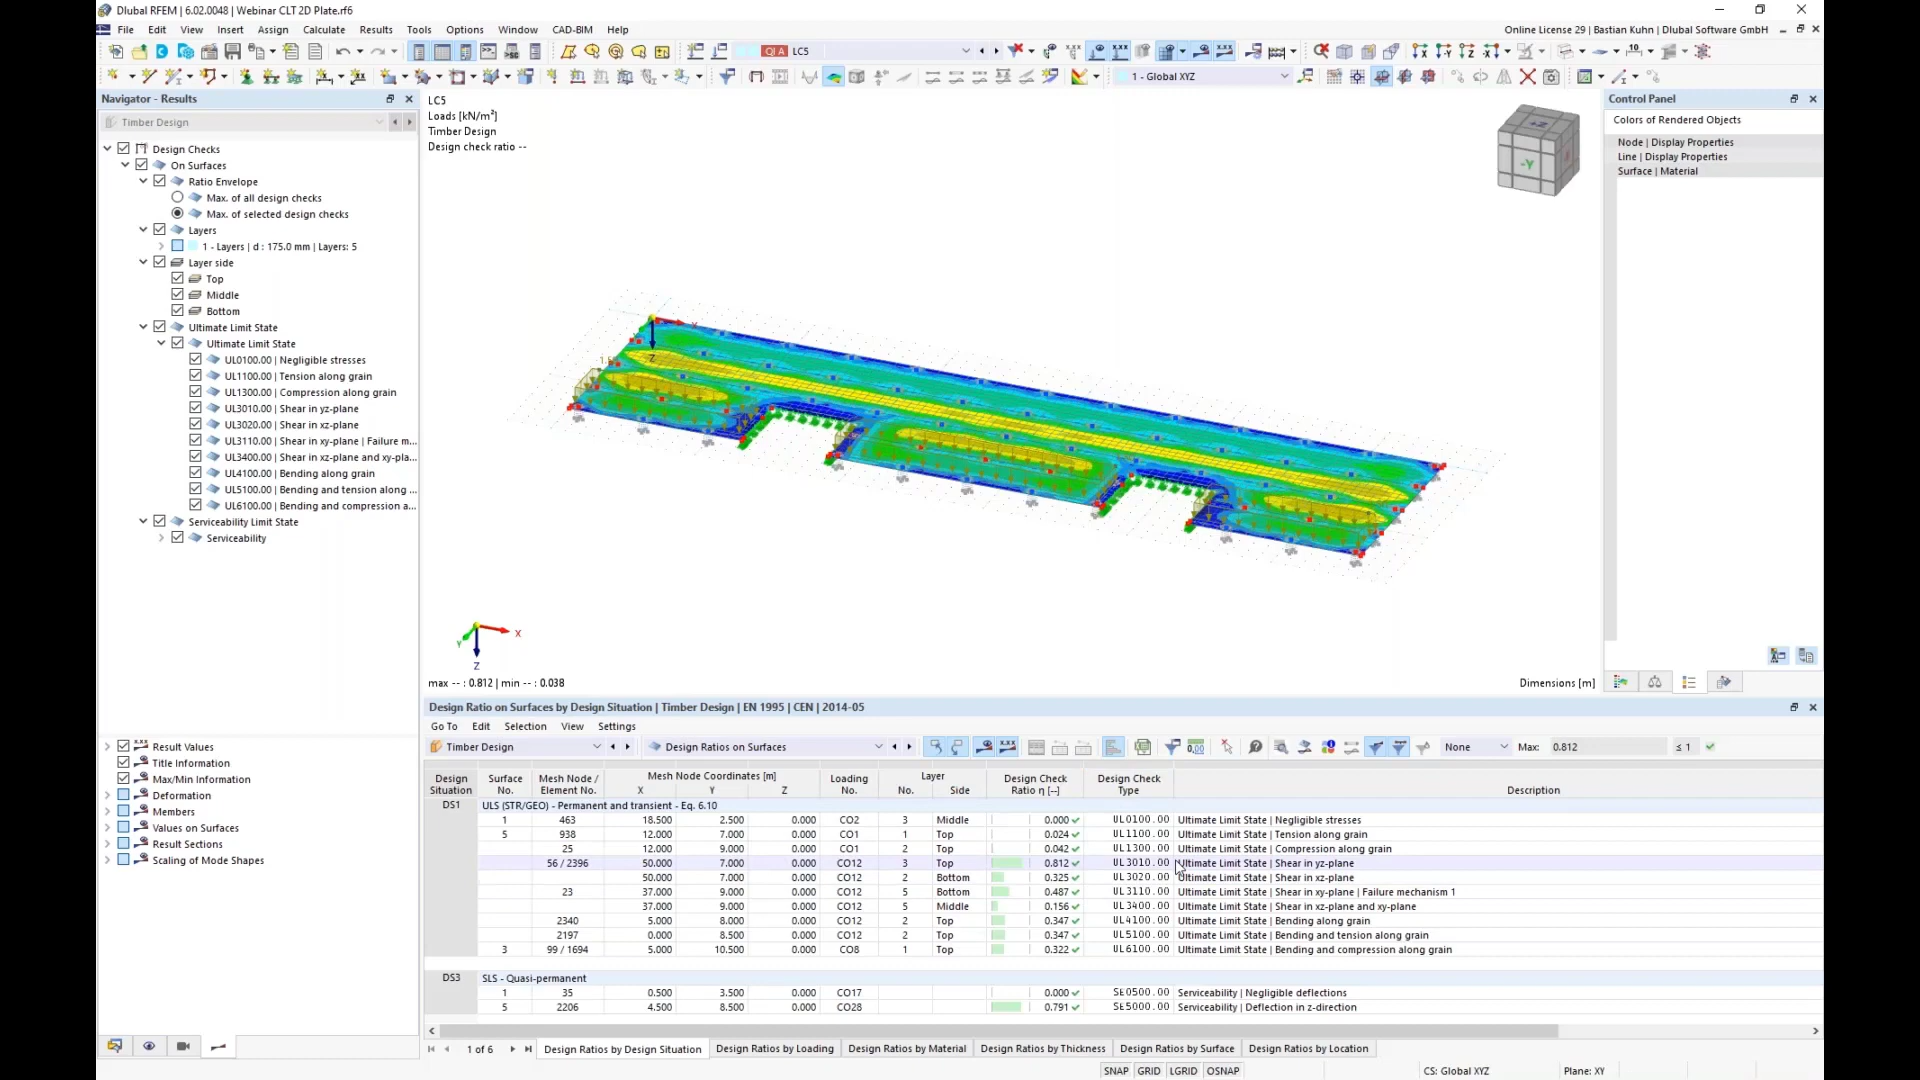 Dlubal RFEM | 6.02.0048 | Webinar CLT 2D Plate.rf6
File Edit View Insert Assign Calculate Results Tools Options Window CAD-BIM Help
Online License 29 | Bastian Kuhn | Dlubal Software GmbH
QI A LC5
1 - Global XYZ
Navigator - Results
Timber Design
Design Checks
On Surfaces
Ratio Envelope
Max. of all design checks
Max. of selected design checks
Layers
1 - Layers | d : 175.0 mm | Layers: 5
Layer side
Top
Middle
Bottom
Ultimate Limit State
Ultimate Limit State
UL0100.00 | Negligible stresses
UL1100.00 | Tension along grain
UL1300.00 | Compression along grain
UL3010.00 | Shear in yz-plane
UL3020.00 | Shear in xz-plane
UL3110.00 | Shear in xy-plane | Failure m...
UL3400.00 | Shear in xz-plane and xy-pla...
UL4100.00 | Bending along grain
UL5100.00 | Bending and tension along ...
UL6100.00 | Bending and compression a...
Serviceability Limit State
Serviceability
Result Values
Title Information
Max/Min Information
Deformation
Members
Values on Surfaces
Result Sections
Scaling of Mode Shapes
LC5
Loads [kN/m²]
Timber Design
Design check ratio --
+Z
-Y
X
Z
X
Y
Z
max -- : 0.812 | min -- : 0.038
Dimensions [m]
Control Panel
Colors of Rendered Objects
Node | Display Properties
Line | Display Properties
Surface | Material
Design Ratio on Surfaces by Design Situation | Timber Design | EN 1995 | CEN | 2014-05
Go To Edit Selection View Settings
Timber Design Design Ratios on Surfaces None Max: 0.812 ≤ 1
Design Situation Surface No. Mesh Node / Element No. Mesh Node Coordinates [m] X Y Z Loading No. Layer No. Side Design Check Ratio η [--] Design Check Type Description
DS1 ULS (STR/GEO) - Permanent and transient - Eq. 6.10
1 463 18.500 2.500 0.000 CO2 3 Middle 0.000 UL0100.00 Ultimate Limit State | Negligible stresses
5 938 12.000 7.000 0.000 CO1 1 Top 0.024 UL1100.00 Ultimate Limit State | Tension along grain
25 12.000 9.000 0.000 CO1 2 Top 0.042 UL1300.00 Ultimate Limit State | Compression along grain
56 / 2396 50.000 7.000 0.000 CO12 3 Top 0.812 UL3010.00 Ultimate Limit State | Shear in yz-plane
50.000 7.000 0.000 CO12 2 Bottom 0.325 UL3020.00 Ultimate Limit State | Shear in xz-plane
23 37.000 9.000 0.000 CO12 5 Bottom 0.487 UL3110.00 Ultimate Limit State | Shear in xy-plane | Failure mechanism 1
37.000 9.000 0.000 CO12 5 Middle 0.156 UL3400.00 Ultimate Limit State | Shear in xz-plane and xy-plane
2340 5.000 8.000 0.000 CO12 2 Top 0.347 UL4100.00 Ultimate Limit State | Bending along grain
2197 0.000 8.500 0.000 CO12 2 Top 0.347 UL5100.00 Ultimate Limit State | Bending and tension along grain
3 99 / 1694 5.000 10.500 0.000 CO8 1 Top 0.322 UL6100.00 Ultimate Limit State | Bending and compression along grain
DS3 SLS - Quasi-permanent
1 35 0.500 3.500 0.000 CO17 0.000 SE0500.00 Serviceability | Negligible deflections
5 2206 4.500 8.500 0.000 CO28 0.791 SE5000.00 Serviceability | Deflection in z-direction
1 of 6 Design Ratios by Design Situation Design Ratios by Loading Design Ratios by Material Design Ratios by Thickness Design Ratios by Surface Design Ratios by Location
SNAP GRID LGRID OSNAP CS: Global XYZ Plane: XY